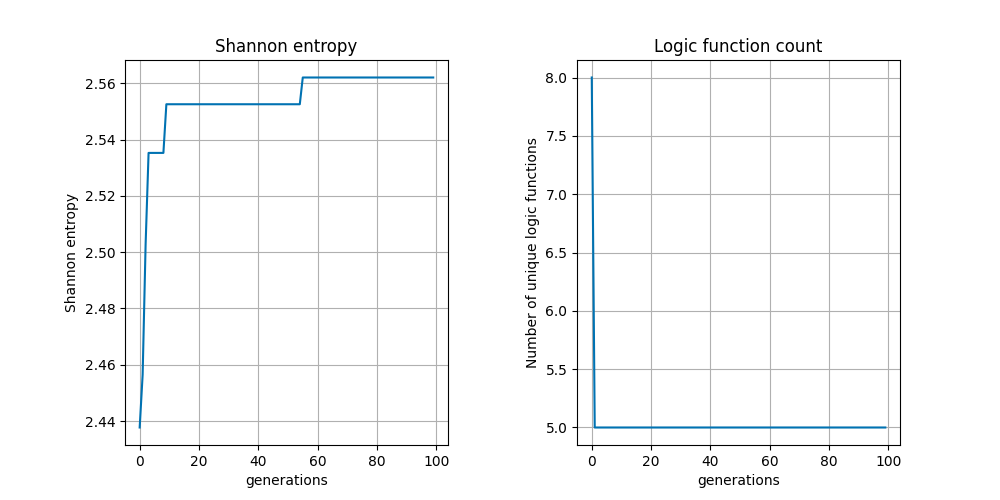 Shannon entropy
Shannon entropy
2.56
2.54
2.52
2.50
2.48
2.46
2.44
0 20 40 60 80 100
generations
Logic function count
Number of unique logic functions
8.0
7.5
7.0
6.5
6.0
5.5
5.0
0 20 40 60 80 100
generations